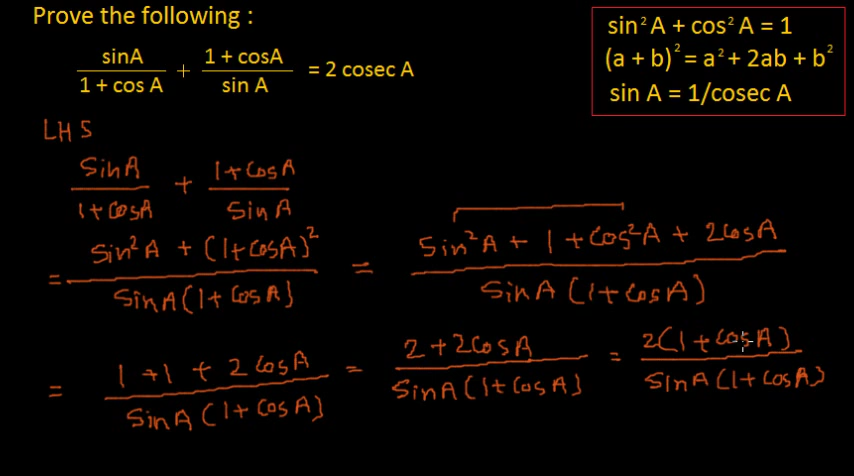 Prove the following :
sin² A + cos² A = 1
(a + b)² = a² + 2ab + b²
sin A = 1/cosec A
sinA / 1 + cos A + 1 + cosA / sin A = 2 cosec A
LHS
SinA / 1+CosA + 1+CosA / SinA
= Sin²A + (1+CosA)² / SinA(1+CosA) = Sin²A + 1 + Cos²A + 2CosA / SinA(1+CosA)
= 1+1 + 2CosA / SinA(1+CosA) = 2+2CosA / SinA(1+CosA) = 2(1+CosA) / SinA(1+CosA)